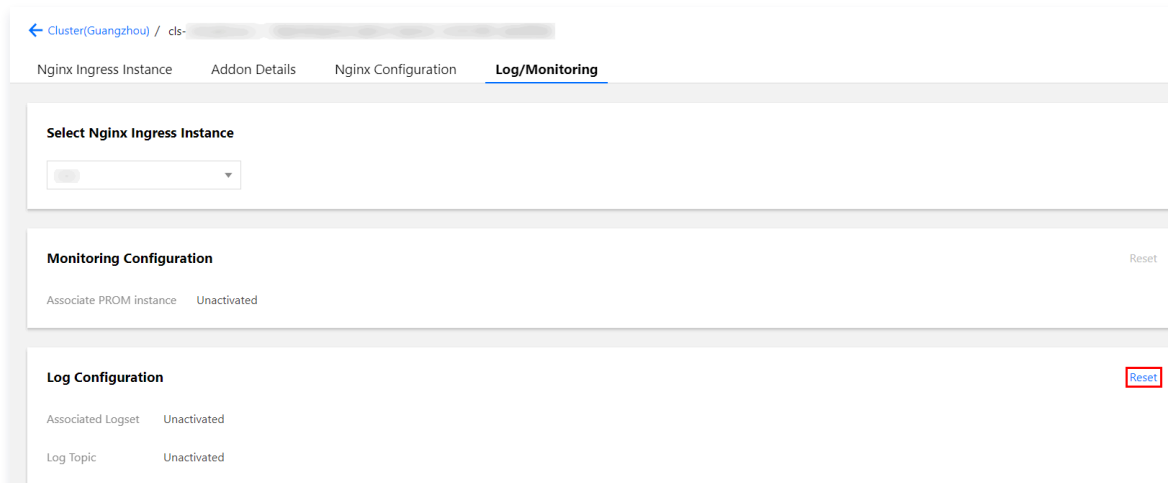 Cluster(Guangzhou) / cls-
Nginx Ingress Instance Addon Details Nginx Configuration Log/Monitoring
Select Nginx Ingress Instance
Monitoring Configuration Reset
Associate PROM instance Unactivated
Log Configuration Reset
Associated Logset Unactivated
Log Topic Unactivated